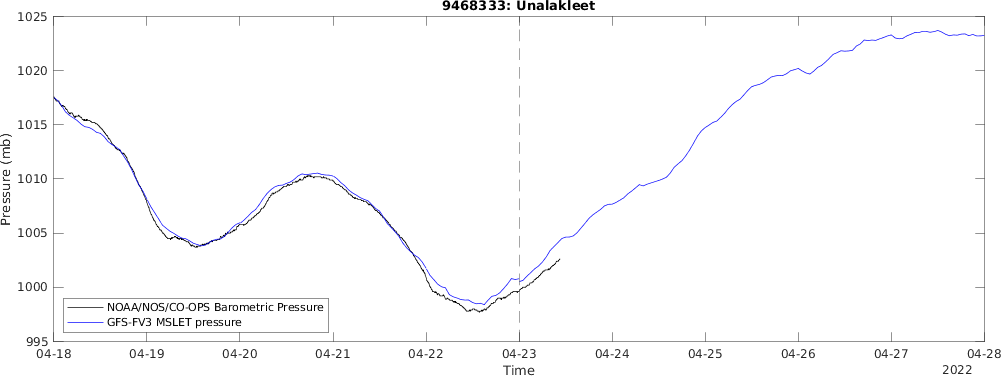 9468333: Unalakleet
1025
1020
1015
1010
1005
1000
995
Pressure (mb)
NOAA/NOS/CO-OPS Barometric Pressure
GFS-FV3 MSLET pressure
04-18 04-19 04-20 04-21 04-22 04-23 04-24 04-25 04-26 04-27 04-28
Time
2022